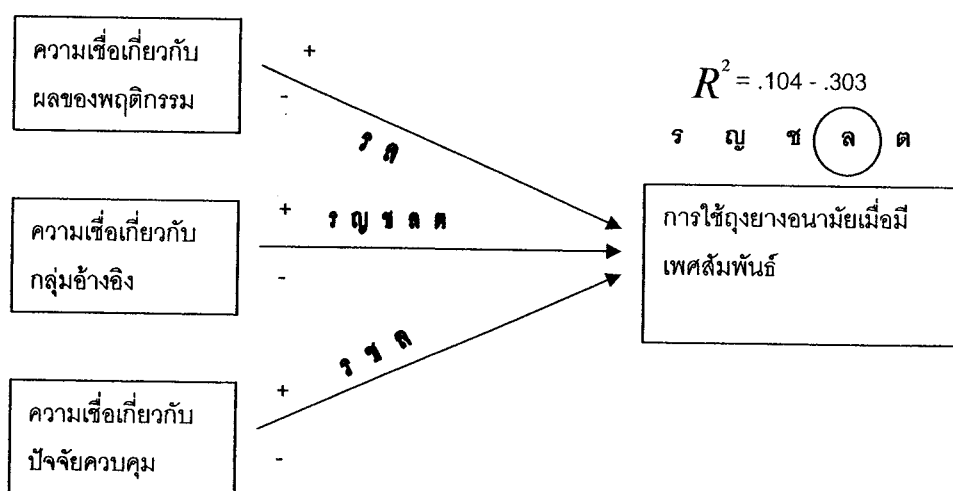 ความเชื่อเกี่ยวกับ
ผลของพฤติกรรม
+
-
ร ล
R² = .104 - .303
ร ญ ช ล ต
ความเชื่อเกี่ยวกับ
กลุ่มอ้างอิง
+
ร ญ ช ล ต
-
การใช้ถุงยางอนามัยเมื่อมี
เพศสัมพันธ์
ความเชื่อเกี่ยวกับ
ปัจจัยควบคุม
+
ร ช ล
-